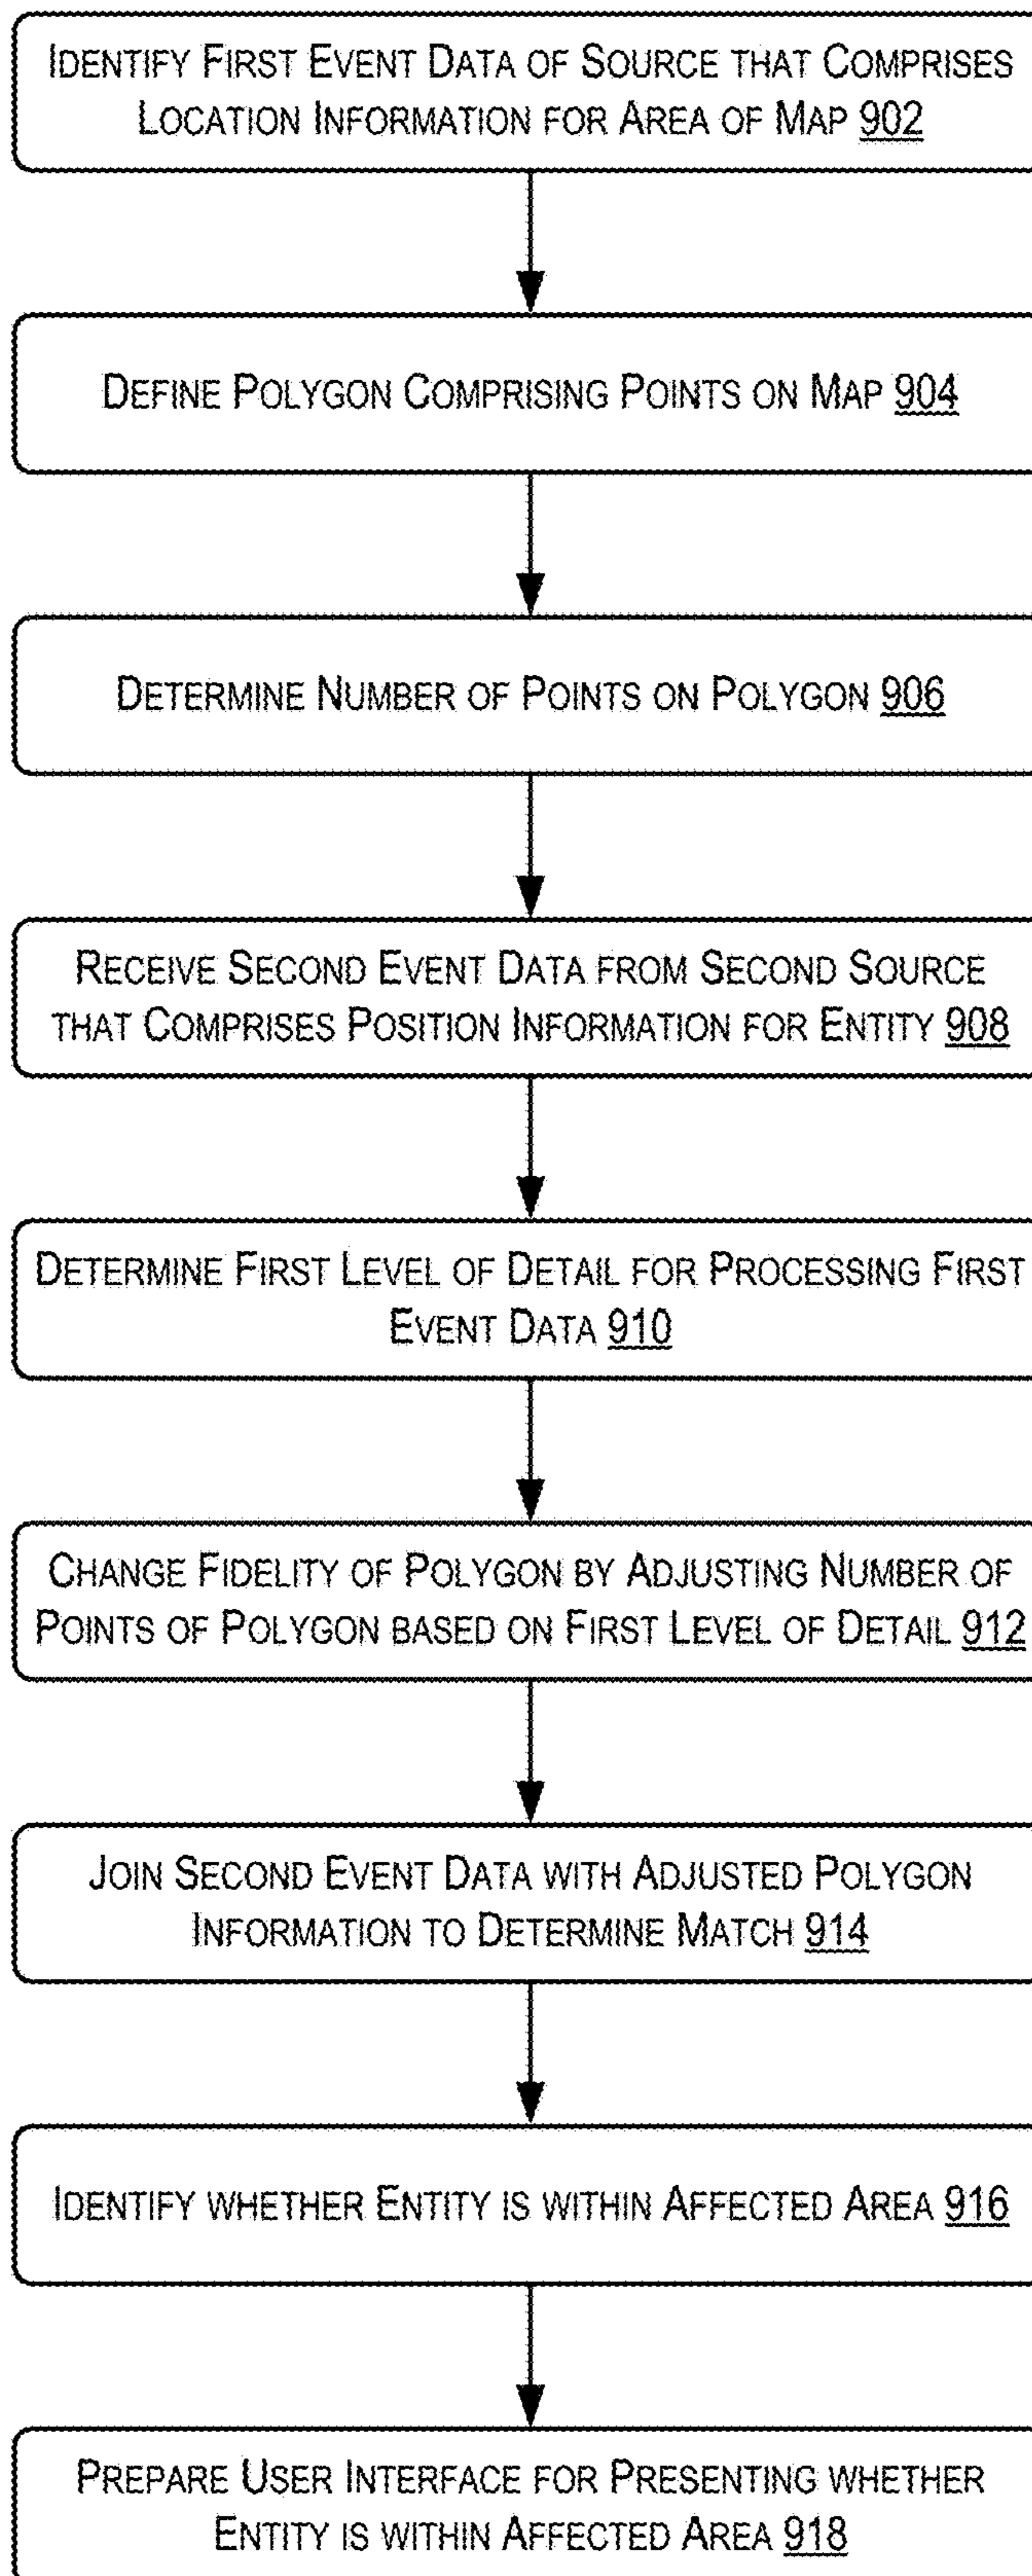 IDENTIFY FIRST EVENT DATA OF SOURCE THAT COMPRISES
LOCATION INFORMATION FOR AREA OF MAP 902
DEFINE POLYGON COMPRISING POINTS ON MAP 904
DETERMINE NUMBER OF POINTS ON POLYGON 906
RECEIVE SECOND EVENT DATA FROM SECOND SOURCE
THAT COMPRISES POSITION INFORMATION FOR ENTITY 908
DETERMINE FIRST LEVEL OF DETAIL FOR PROCESSING FIRST
EVENT DATA 910
CHANGE FIDELITY OF POLYGON BY ADJUSTING NUMBER OF
POINTS OF POLYGON BASED ON FIRST LEVEL OF DETAIL 912
JOIN SECOND EVENT DATA WITH ADJUSTED POLYGON
INFORMATION TO DETERMINE MATCH 914
IDENTIFY WHETHER ENTITY IS WITHIN AFFECTED AREA 916
PREPARE USER INTERFACE FOR PRESENTING WHETHER
ENTITY IS WITHIN AFFECTED AREA 918